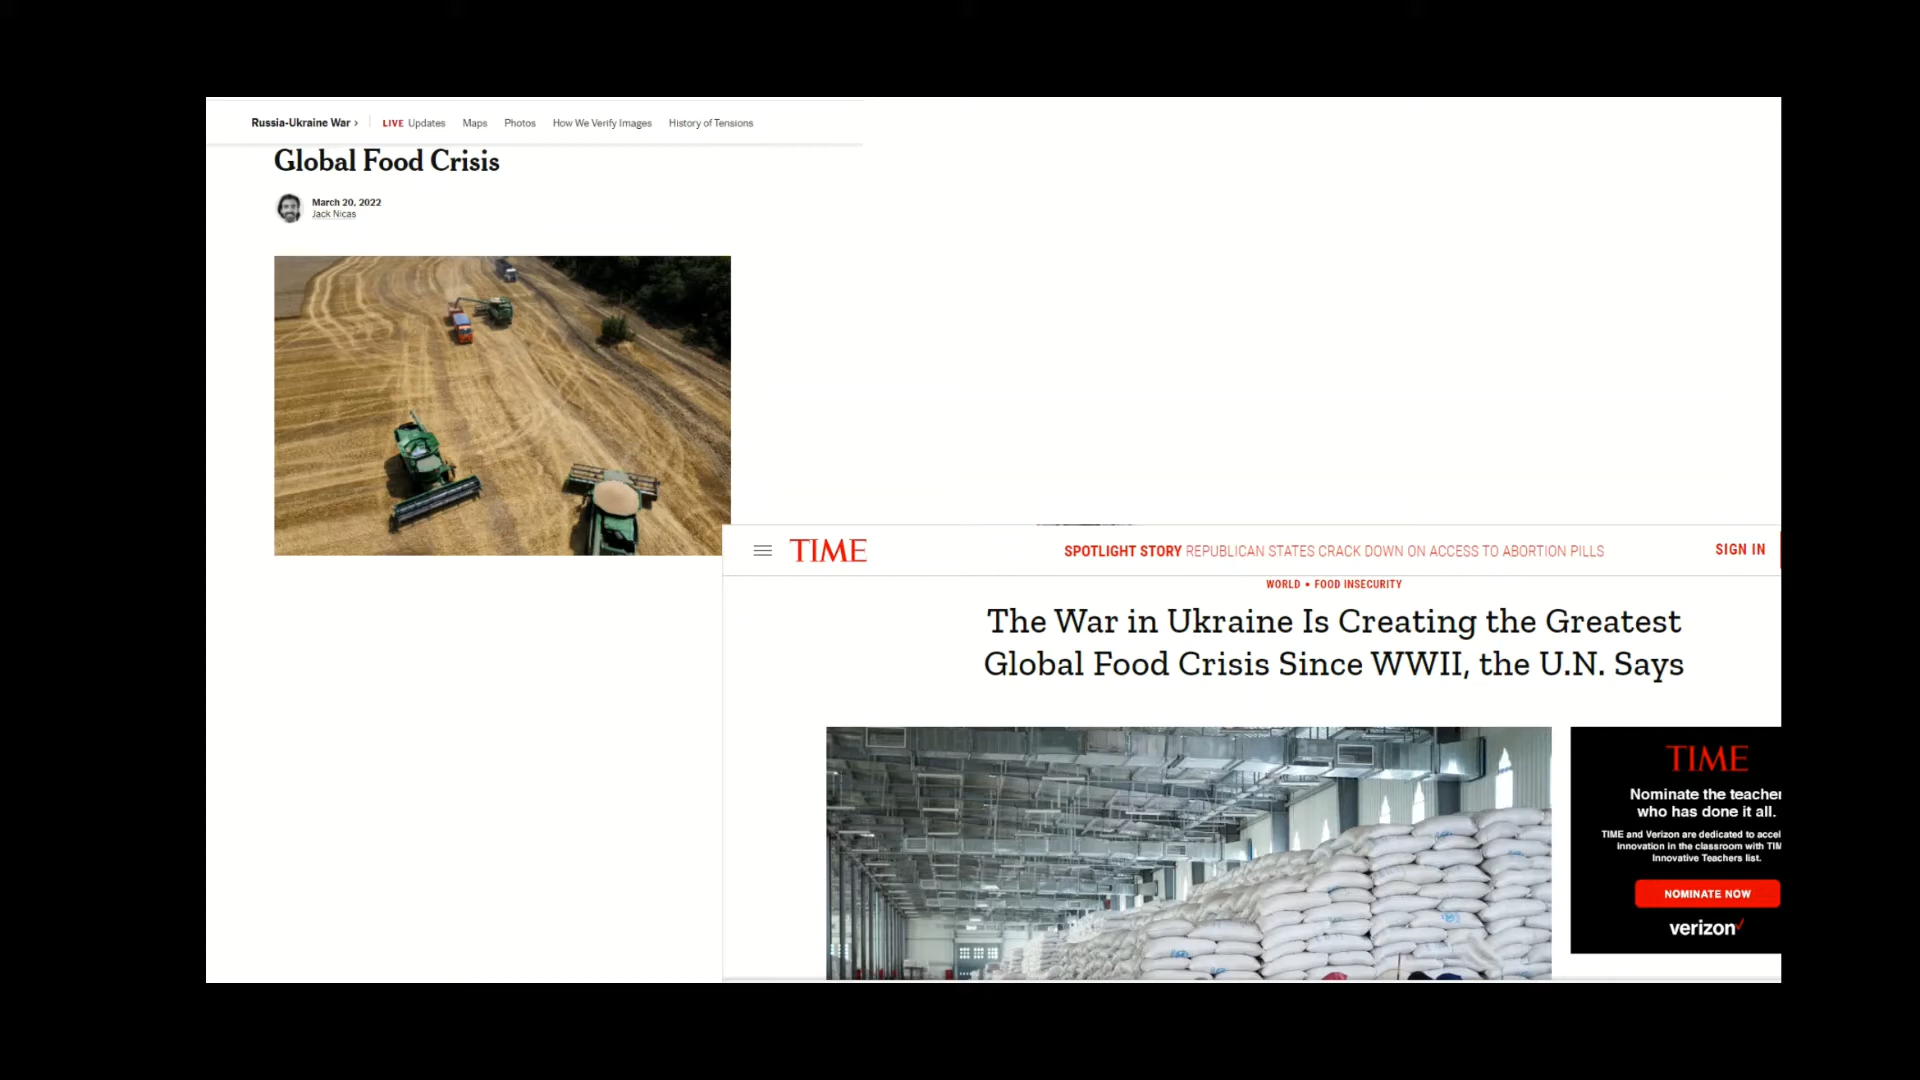 Russia-Ukraine War › LIVE Updates Maps Photos How We Verify Images History of Tensions
Global Food Crisis
March 20, 2022
Jack Nicas
TIME SPOTLIGHT STORY REPUBLICAN STATES CRACK DOWN ON ACCESS TO ABORTION PILLS SIGN IN
WORLD • FOOD INSECURITY
The War in Ukraine Is Creating the Greatest
Global Food Crisis Since WWII, the U.N. Says
TIME
Nominate the teacher
who has done it all.
TIME and Verizon are dedicated to accel
innovation in the classroom with TIM
Innovative Teachers list.
NOMINATE NOW
verizon